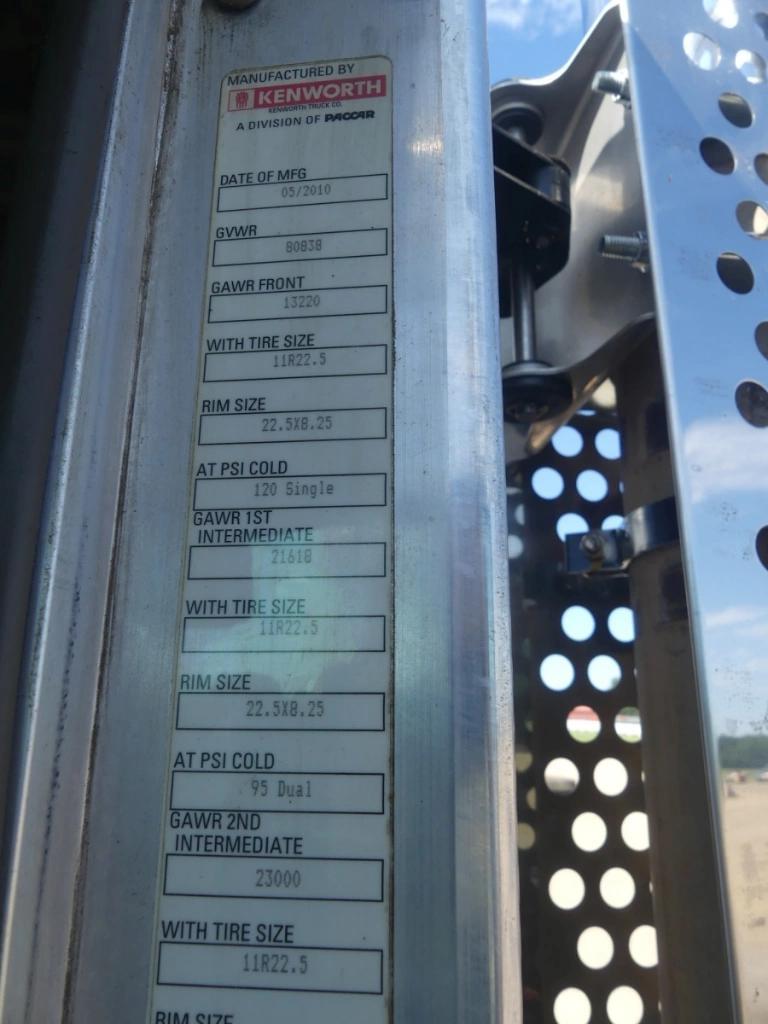 MANUFACTURED BY
KENWORTH
KENWORTH TRUCK CO.
A DIVISION OF PACCAR
DATE OF MFG
05/2010
GVWR
80838
GAWR FRONT
13220
WITH TIRE SIZE
11R22.5
RIM SIZE
22.5X8.25
AT PSI COLD
120 Single
GAWR 1ST
INTERMEDIATE
21618
WITH TIRE SIZE
11R22.5
RIM SIZE
22.5X8.25
AT PSI COLD
95 Dual
GAWR 2ND
INTERMEDIATE
23000
WITH TIRE SIZE
11R22.5
RIM SIZE